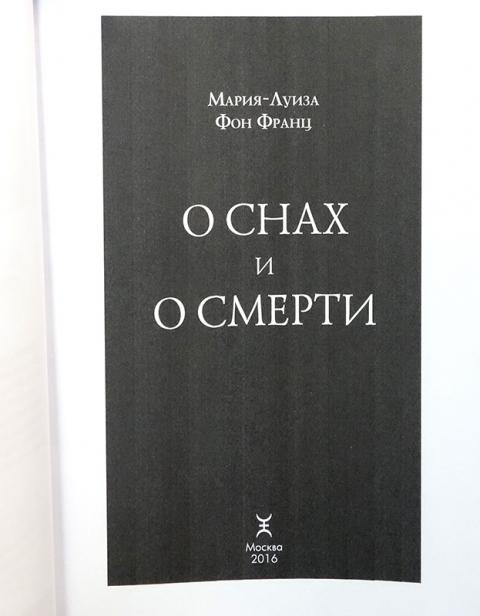 Мария-Луиза
Фон Франц
О СНАХ
И
О СМЕРТИ
Москва
2016